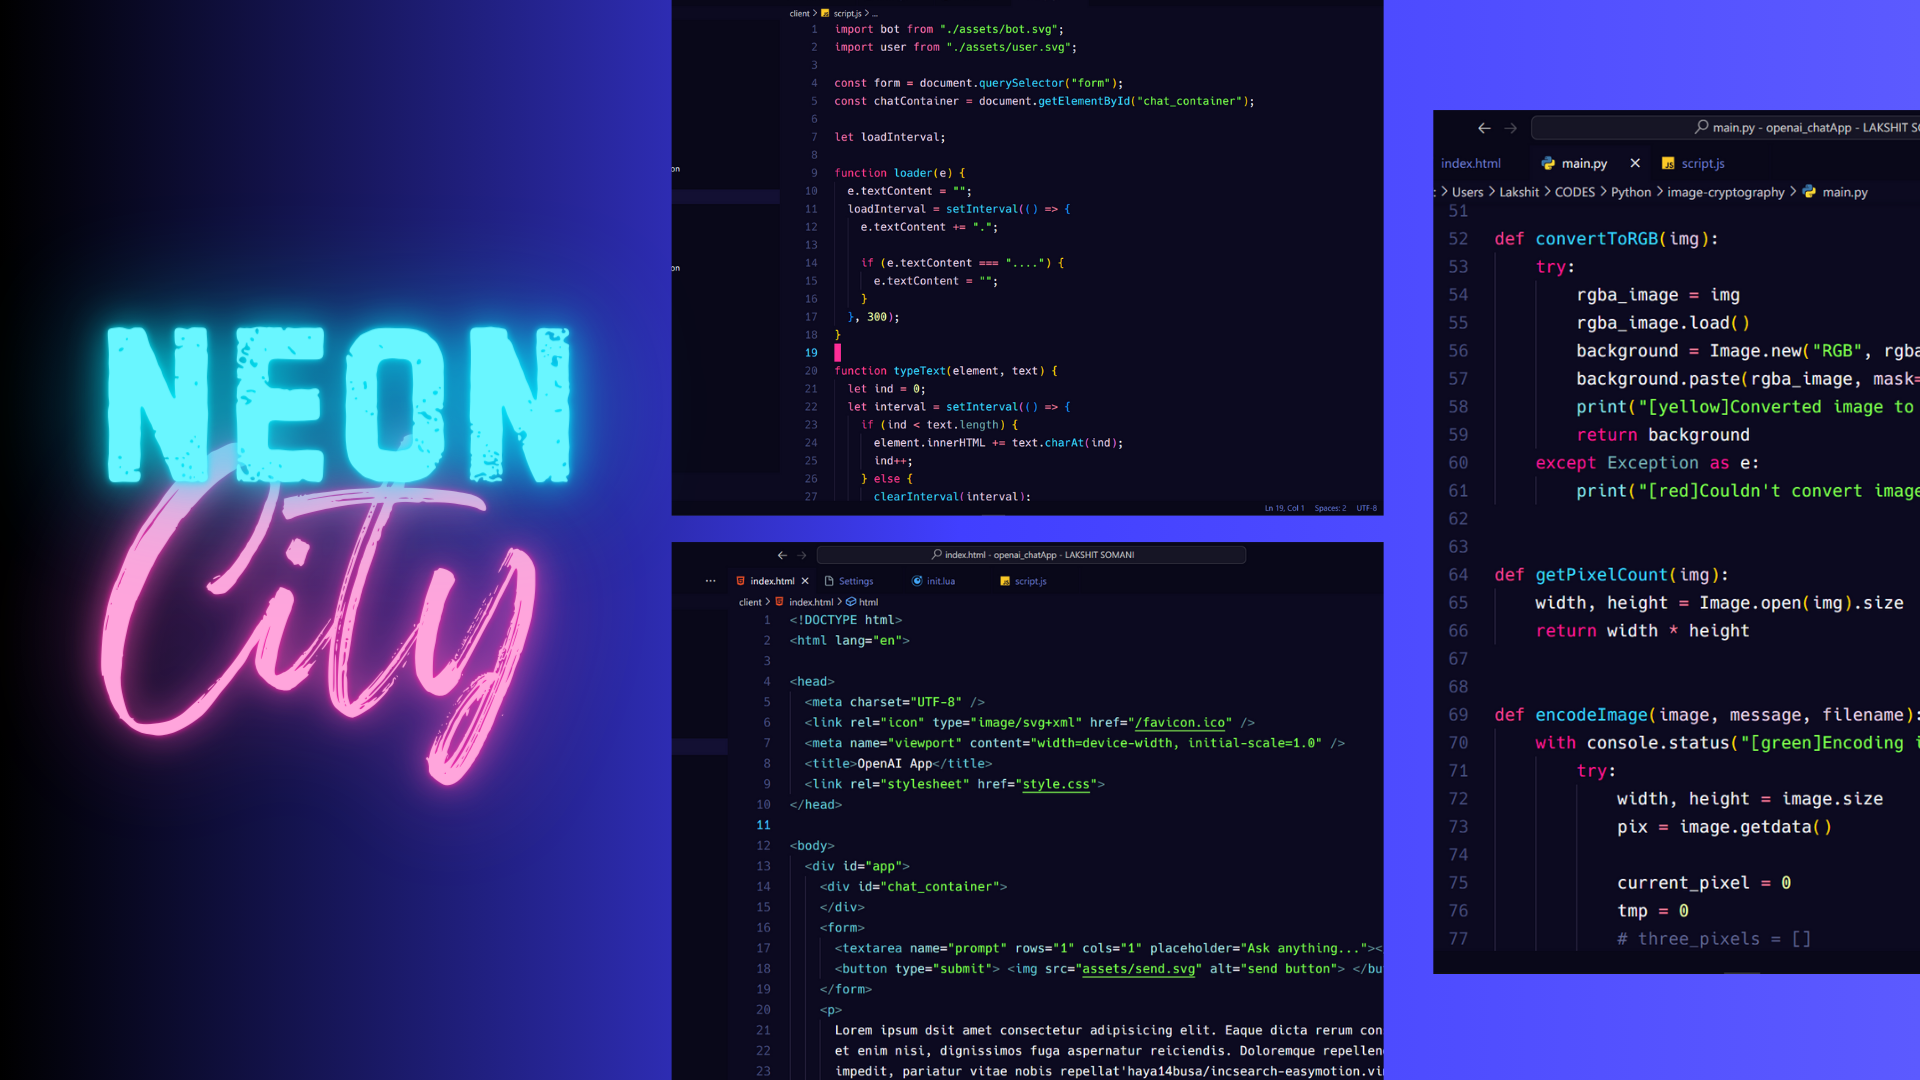 NEON
City
client > script.js > ...
1 import bot from "./assets/bot.svg";
2 import user from "./assets/user.svg";
3
4 const form = document.querySelector("form");
5 const chatContainer = document.getElementById("chat_container");
6
7 let loadInterval;
8
9 function loader(e) {
10 e.textContent = "";
11 loadInterval = setInterval(() => {
12 e.textContent += ".";
13
14 if (e.textContent === "....") {
15 e.textContent = "";
16 }
17 }, 300);
18 }
19
20 function typeText(element, text) {
21 let ind = 0;
22 let interval = setInterval(() => {
23 if (ind < text.length) {
24 element.innerHTML += text.charAt(ind);
25 ind++;
26 } else {
27 clearInterval(interval);
Ln 19, Col 1 Spaces: 2 UTF-8
on
on
index.html - openai_chatApp - LAKSHIT SOMANI
... index.html Settings init.lua script.js
client > index.html > html
1 <!DOCTYPE html>
2 <html lang="en">
3
4 <head>
5 <meta charset="UTF-8" />
6 <link rel="icon" type="image/svg+xml" href="/favicon.ico" />
7 <meta name="viewport" content="width=device-width, initial-scale=1.0" />
8 <title>OpenAI App</title>
9 <link rel="stylesheet" href="style.css">
10 </head>
11
12 <body>
13 <div id="app">
14 <div id="chat_container">
15 </div>
16 <form>
17 <textarea name="prompt" rows="1" cols="1" placeholder="Ask anything..."><
18 <button type="submit"> <img src="assets/send.svg" alt="send button"> </bu
19 </form>
20 <p>
21 Lorem ipsum dsit amet consectetur adipisicing elit. Eaque dicta rerum con
22 et enim nisi, dignissimos fuga aspernatur reiciendis. Doloremque repellen
23 impedit, pariatur vitae nobis repellat'haya14busa/incsearch-easymotion.vi
main.py - openai_chatApp - LAKSHIT SO
index.html main.py script.js
: > Users > Lakshit > CODES > Python > image-cryptography > main.py
51
52 def convertToRGB(img):
53 try:
54 rgba_image = img
55 rgba_image.load()
56 background = Image.new("RGB", rgba
57 background.paste(rgba_image, mask=
58 print("[yellow]Converted image to
59 return background
60 except Exception as e:
61 print("[red]Couldn't convert image
62
63
64 def getPixelCount(img):
65 width, height = Image.open(img).size
66 return width * height
67
68
69 def encodeImage(image, message, filename):
70 with console.status("[green]Encoding i
71 try:
72 width, height = image.size
73 pix = image.getdata()
74
75 current_pixel = 0
76 tmp = 0
77 # three_pixels = []